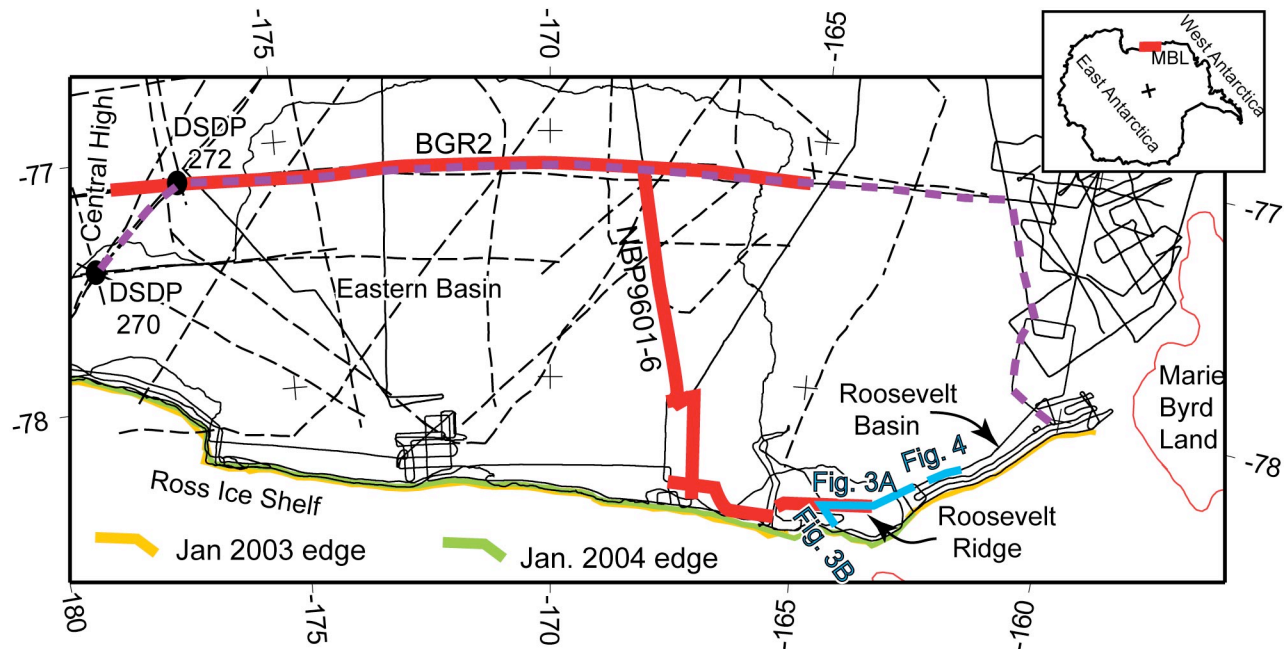 -175
-170
-165
West Antarctica
MBL
East Antarctica
Central High
DSDP
272
BGR2
-77
-77
DSDP
270
Eastern Basin
NBP9601-6
Marie
Byrd
Land
Roosevelt
Basin
-78
-78
Fig. 4
Fig. 3A
Fig. 3B
Ross Ice Shelf
Roosevelt
Ridge
Jan 2003 edge
Jan. 2004 edge
180
-175
-170
-165
-160